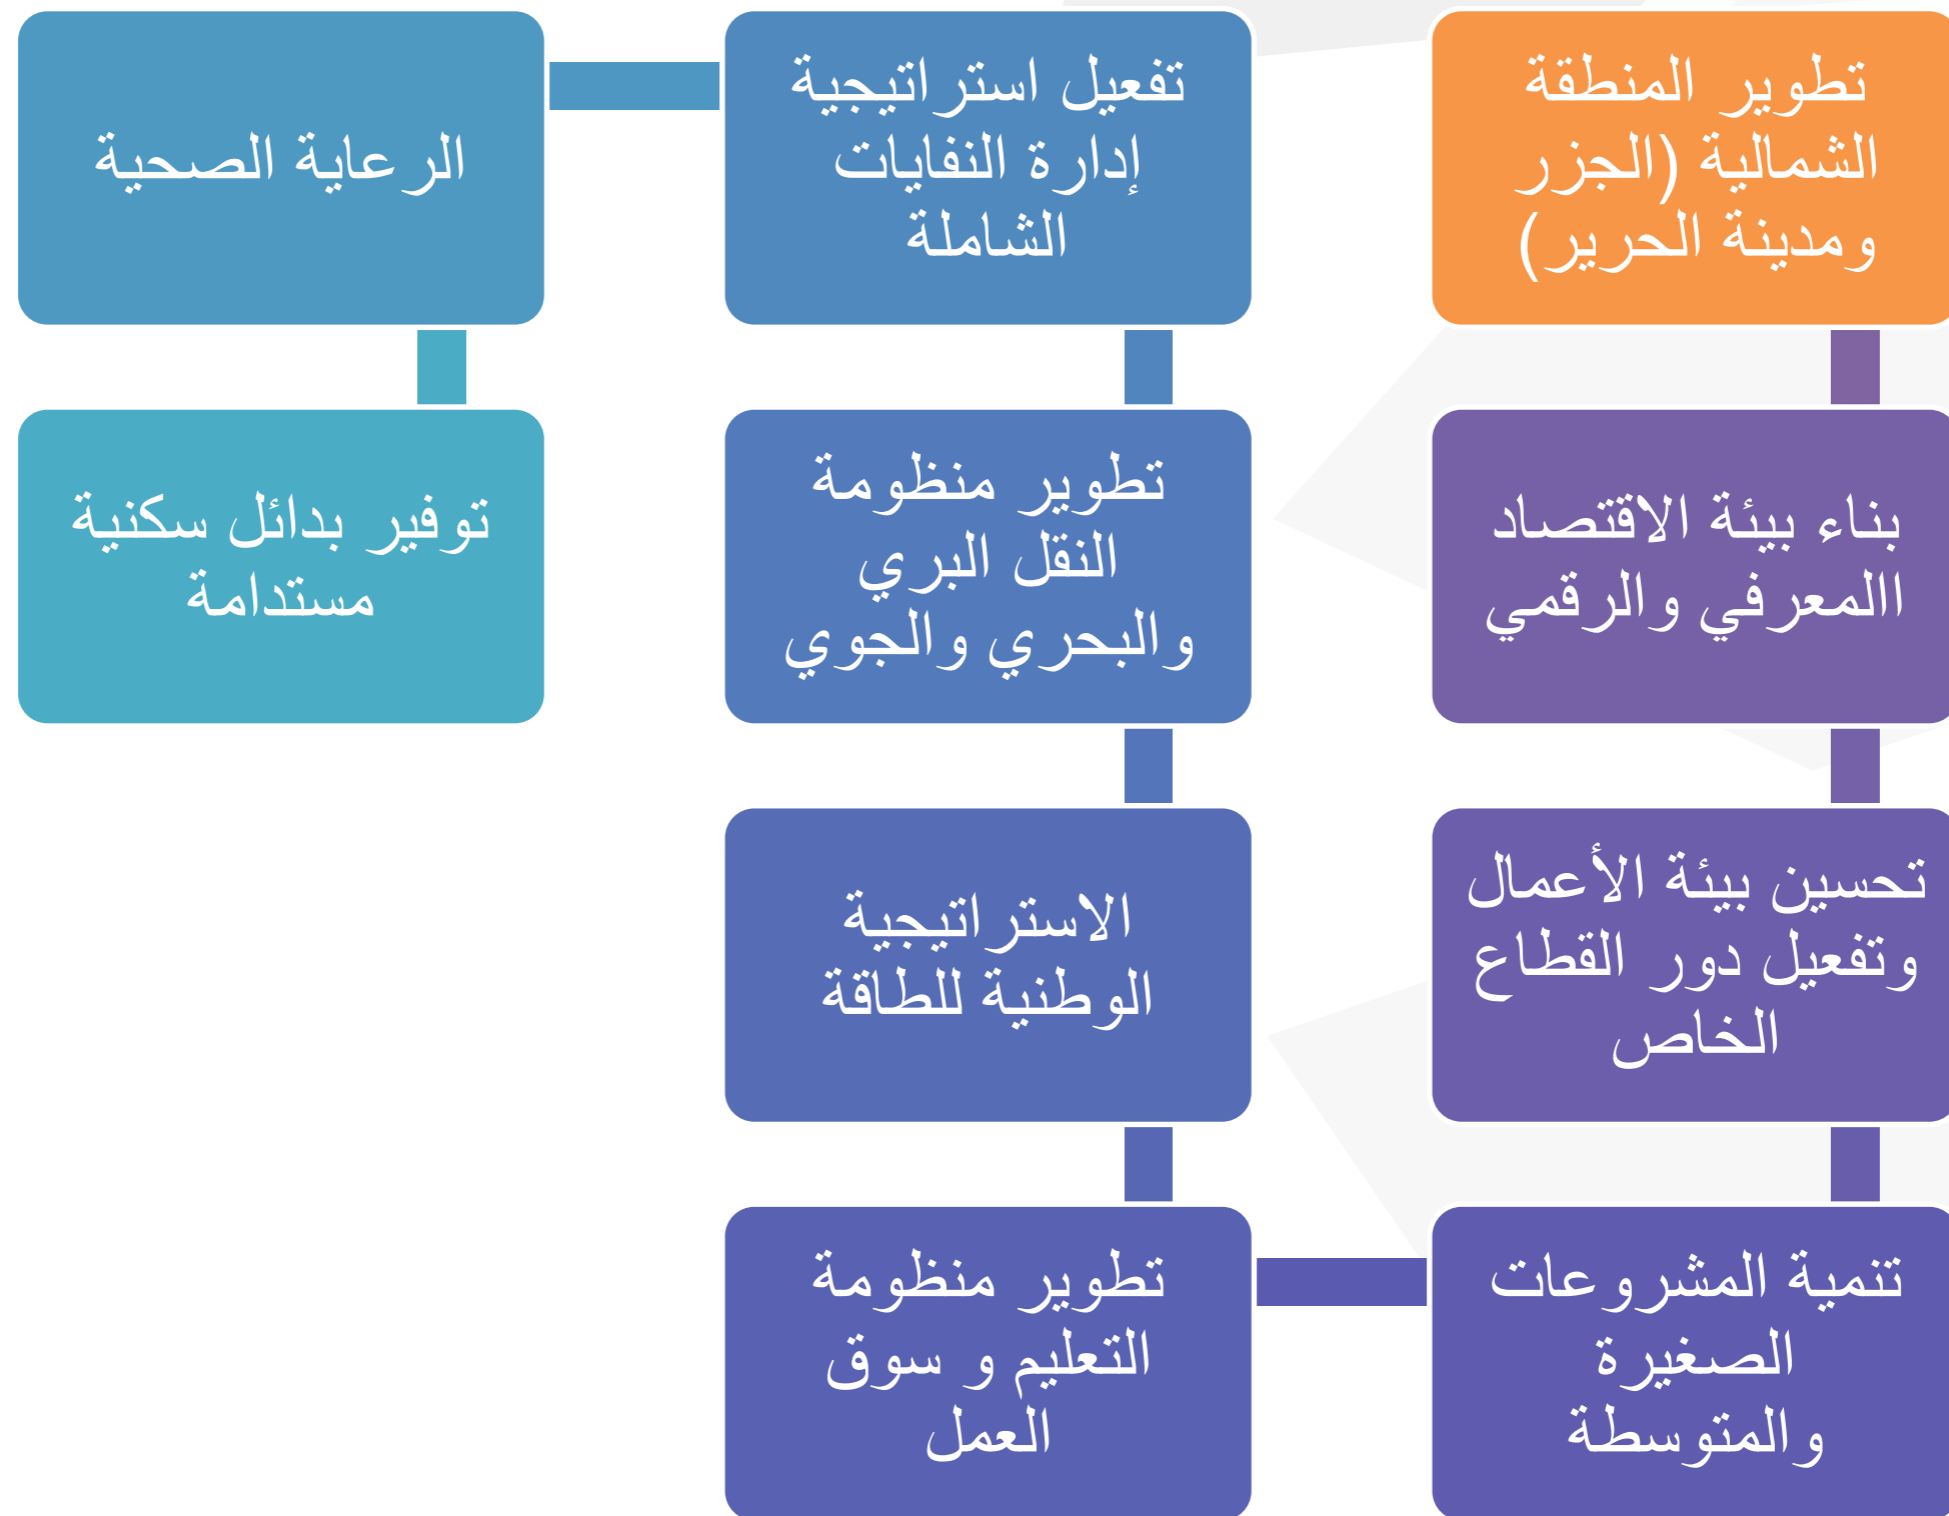 تطوير المنطقة
الشمالية (الجزر
ومدينة الحرير)
بناء بيئة الاقتصاد
االمعرفي والرقمي
تحسين بيئة الأعمال
وتفعيل دور القطاع
الخاص
تنمية المشروعات
الصغيرة
والمتوسطة
تطوير منظومة
التعليم و سوق
العمل
الاستراتيجية
الوطنية للطاقة
تطوير منظومة
النقل البري
والبحري والجوي
تفعيل استراتيجية
إدارة النفايات
الشاملة
الرعاية الصحية
توفير بدائل سكنية
مستدامة